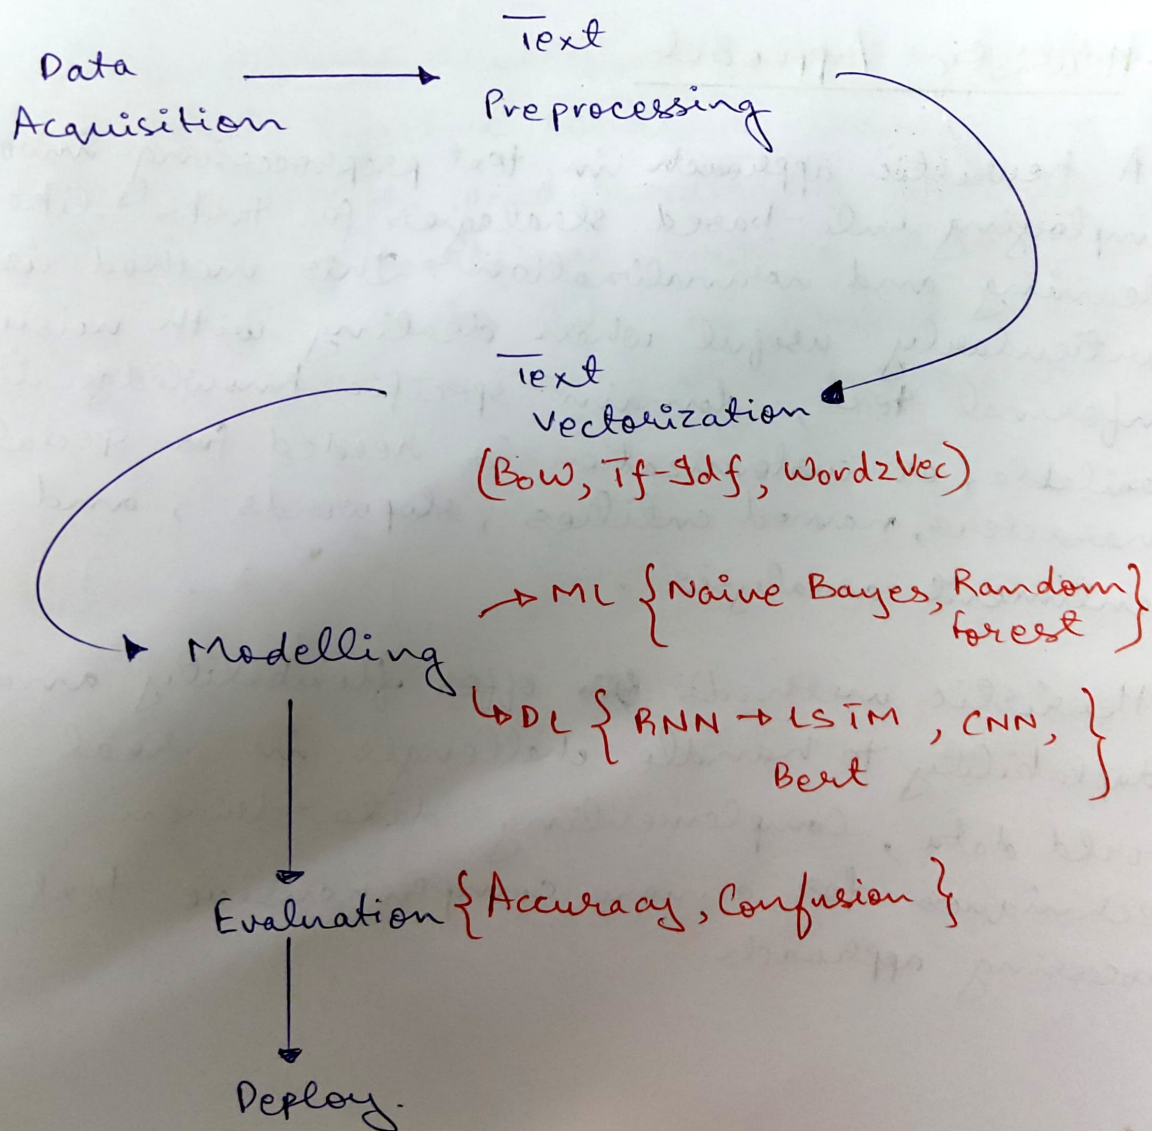 Data
Acquisition
Text
Preprocessing
Text
Vectorization
(BoW, Tf-Idf, Word2Vec)
Modelling
ML {Naive Bayes, Random
forest}
DL { RNN → LSTM , CNN,
Bert }
Evaluation {Accuracy, Confusion }
Deploy.